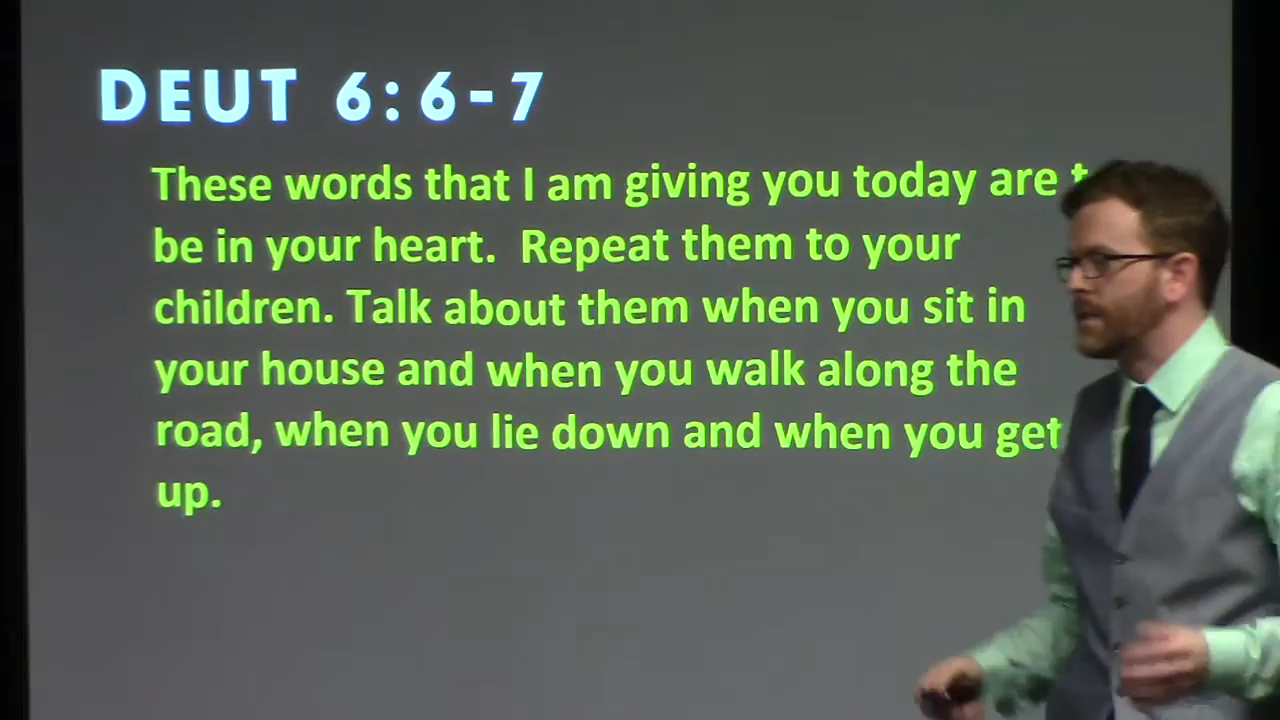 DEUT 6:6-7
These words that I am giving you today are
be in your heart.  Repeat them to your
children. Talk about them when you sit in
your house and when you walk along the
road, when you lie down and when you get
up.